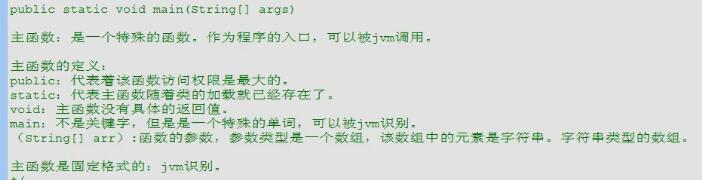 public static void main(String[] args)
主函数：是一个特殊的函数。作为程序的入口，可以被jvm调用。
主函数的定义：
public：代表着该函数访问权限是最大的。
static：代表主函数随着类的加载就已经存在了。
void：主函数没有具体的返回值。
main：不是关键字，但是是一个特殊的单词，可以被jvm识别。
（String[] arr）:函数的参数，参数类型是一个数组，该数组中的元素是字符串。字符串类型的数组。
主函数是固定格式的：jvm识别。
*/